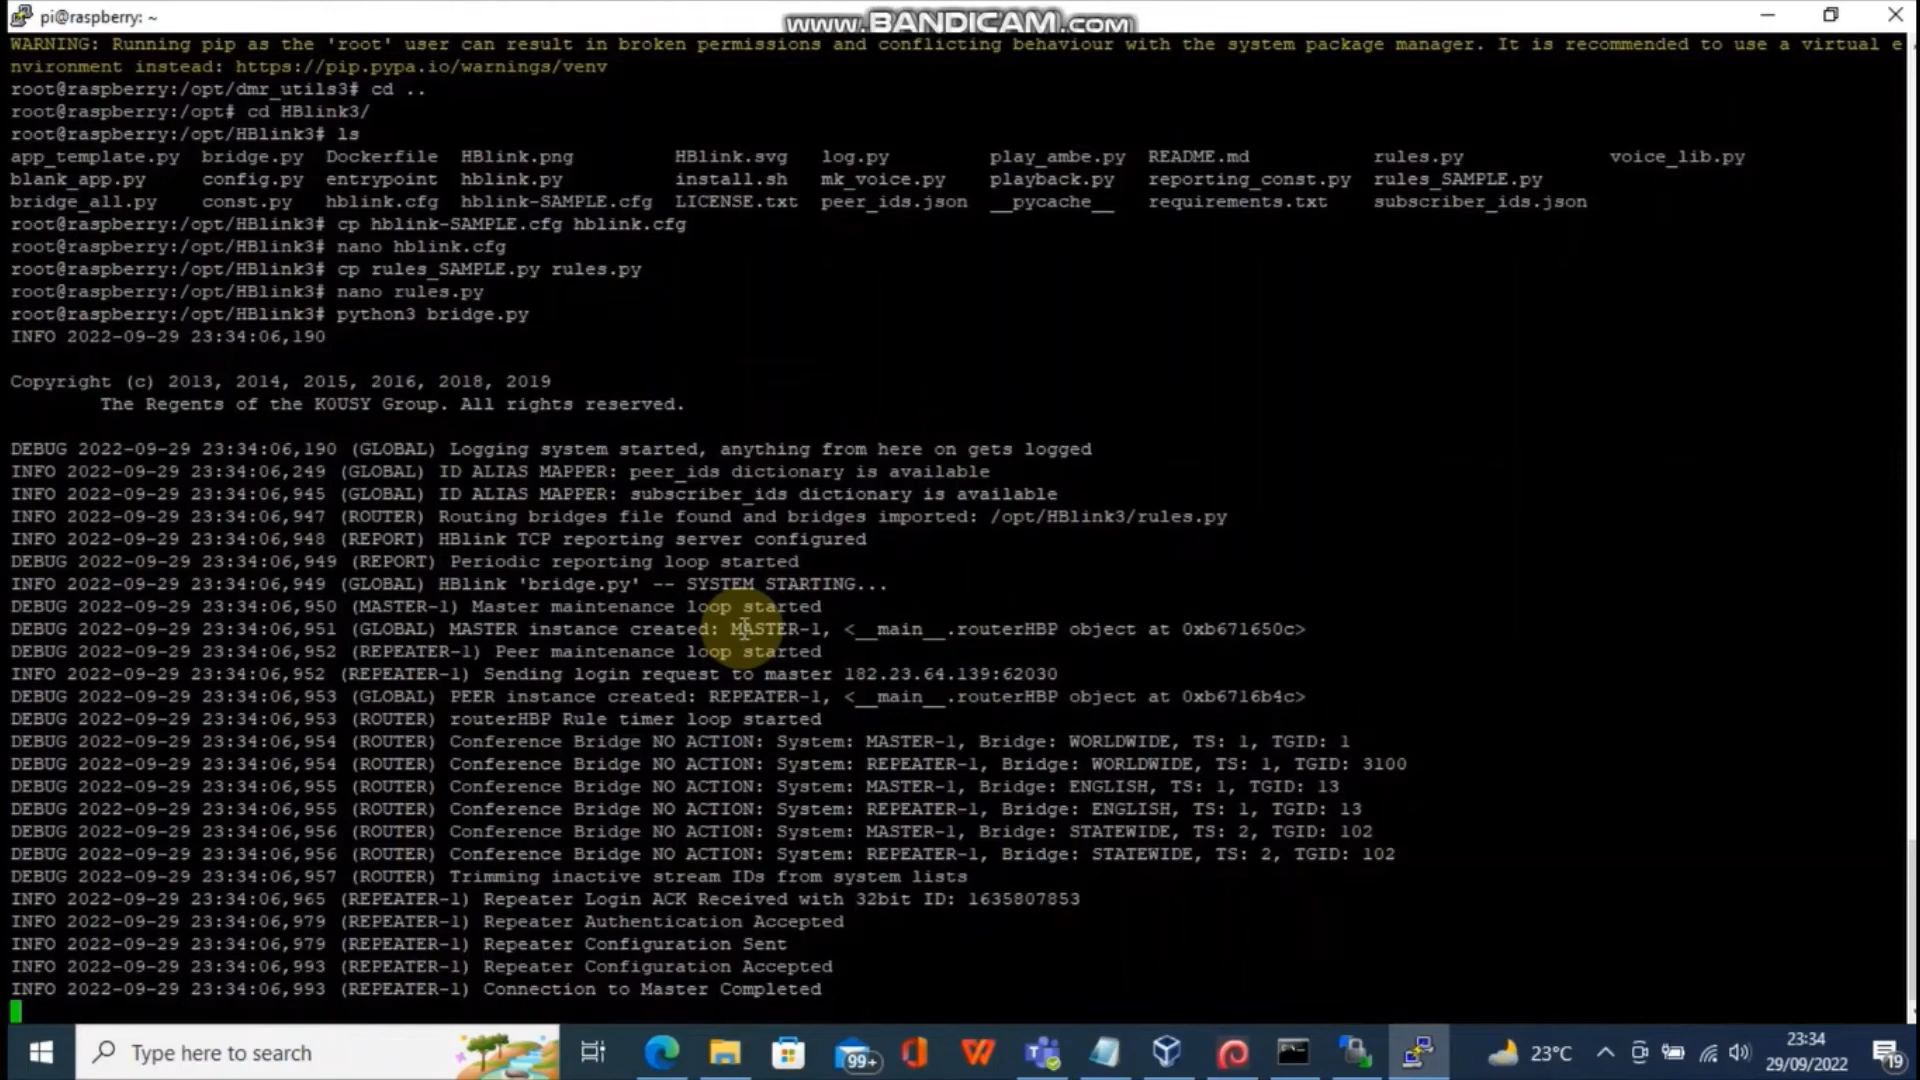 pi@raspberry: ~
www.BANDICAM.com
WARNING: Running pip as the 'root' user can result in broken permissions and conflicting behaviour with the system package manager. It is recommended to use a virtual e
nvironment instead: https://pip.pypa.io/warnings/venv
root@raspberry:/opt/dmr_utils3# cd ..
root@raspberry:/opt# cd HBlink3/
root@raspberry:/opt/HBlink3# ls
app_template.py  bridge.py  Dockerfile  HBlink.png  HBlink.svg  log.py  play_ambe.py  README.md  rules.py  voice_lib.py
blank_app.py  config.py  entrypoint  hblink.py  install.sh  mk_voice.py  playback.py  reporting_const.py  rules_SAMPLE.py
bridge_all.py  const.py  hblink.cfg  hblink-SAMPLE.cfg  LICENSE.txt  peer_ids.json  __pycache__  requirements.txt  subscriber_ids.json
root@raspberry:/opt/HBlink3# cp hblink-SAMPLE.cfg hblink.cfg
root@raspberry:/opt/HBlink3# nano hblink.cfg
root@raspberry:/opt/HBlink3# cp rules_SAMPLE.py rules.py
root@raspberry:/opt/HBlink3# nano rules.py
root@raspberry:/opt/HBlink3# python3 bridge.py
INFO 2022-09-29 23:34:06,190
Copyright (c) 2013, 2014, 2015, 2016, 2018, 2019
The Regents of the K0USY Group. All rights reserved.
DEBUG 2022-09-29 23:34:06,190 (GLOBAL) Logging system started, anything from here on gets logged
INFO 2022-09-29 23:34:06,249 (GLOBAL) ID ALIAS MAPPER: peer_ids dictionary is available
INFO 2022-09-29 23:34:06,945 (GLOBAL) ID ALIAS MAPPER: subscriber_ids dictionary is available
INFO 2022-09-29 23:34:06,947 (ROUTER) Routing bridges file found and bridges imported: /opt/HBlink3/rules.py
INFO 2022-09-29 23:34:06,948 (REPORT) HBlink TCP reporting server configured
DEBUG 2022-09-29 23:34:06,949 (REPORT) Periodic reporting loop started
INFO 2022-09-29 23:34:06,949 (GLOBAL) HBlink 'bridge.py' -- SYSTEM STARTING...
DEBUG 2022-09-29 23:34:06,950 (MASTER-1) Master maintenance loop started
DEBUG 2022-09-29 23:34:06,951 (GLOBAL) MASTER instance created: MASTER-1, <__main__.routerHBP object at 0xb671650c>
DEBUG 2022-09-29 23:34:06,952 (REPEATER-1) Peer maintenance loop started
INFO 2022-09-29 23:34:06,952 (REPEATER-1) Sending login request to master 182.23.64.139:62030
DEBUG 2022-09-29 23:34:06,953 (GLOBAL) PEER instance created: REPEATER-1, <__main__.routerHBP object at 0xb6716b4c>
DEBUG 2022-09-29 23:34:06,953 (ROUTER) routerHBP Rule timer loop started
DEBUG 2022-09-29 23:34:06,954 (ROUTER) Conference Bridge NO ACTION: System: MASTER-1, Bridge: WORLDWIDE, TS: 1, TGID: 1
DEBUG 2022-09-29 23:34:06,954 (ROUTER) Conference Bridge NO ACTION: System: REPEATER-1, Bridge: WORLDWIDE, TS: 1, TGID: 3100
DEBUG 2022-09-29 23:34:06,955 (ROUTER) Conference Bridge NO ACTION: System: MASTER-1, Bridge: ENGLISH, TS: 1, TGID: 13
DEBUG 2022-09-29 23:34:06,955 (ROUTER) Conference Bridge NO ACTION: System: REPEATER-1, Bridge: ENGLISH, TS: 1, TGID: 13
DEBUG 2022-09-29 23:34:06,956 (ROUTER) Conference Bridge NO ACTION: System: MASTER-1, Bridge: STATEWIDE, TS: 2, TGID: 102
DEBUG 2022-09-29 23:34:06,956 (ROUTER) Conference Bridge NO ACTION: System: REPEATER-1, Bridge: STATEWIDE, TS: 2, TGID: 102
DEBUG 2022-09-29 23:34:06,957 (ROUTER) Trimming inactive stream IDs from system lists
INFO 2022-09-29 23:34:06,965 (REPEATER-1) Repeater Login ACK Received with 32bit ID: 1635807853
INFO 2022-09-29 23:34:06,979 (REPEATER-1) Repeater Authentication Accepted
INFO 2022-09-29 23:34:06,979 (REPEATER-1) Repeater Configuration Sent
INFO 2022-09-29 23:34:06,993 (REPEATER-1) Repeater Configuration Accepted
INFO 2022-09-29 23:34:06,993 (REPEATER-1) Connection to Master Completed
Type here to search
99+
23°C
23:34
29/09/2022
19